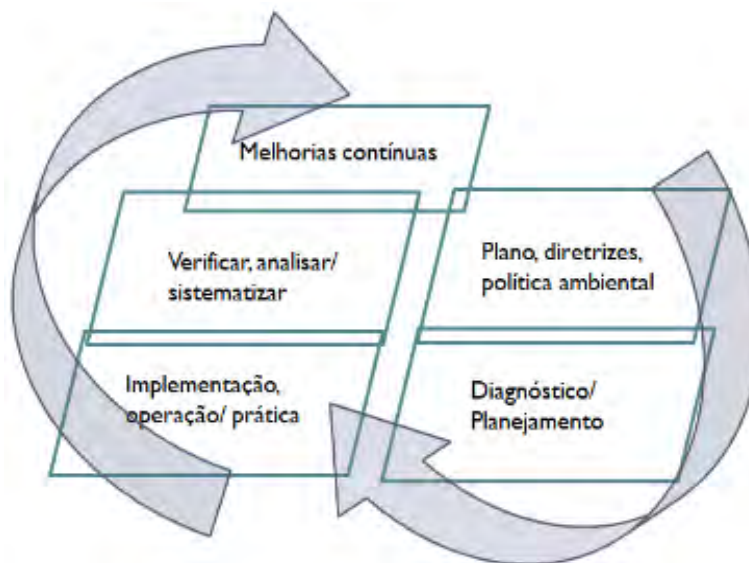 Melhorias contínuas
Verificar, analisar/
sistematizar
Plano, diretrizes,
política ambiental
Implementação,
operação/ prática
Diagnóstico/
Planejamento